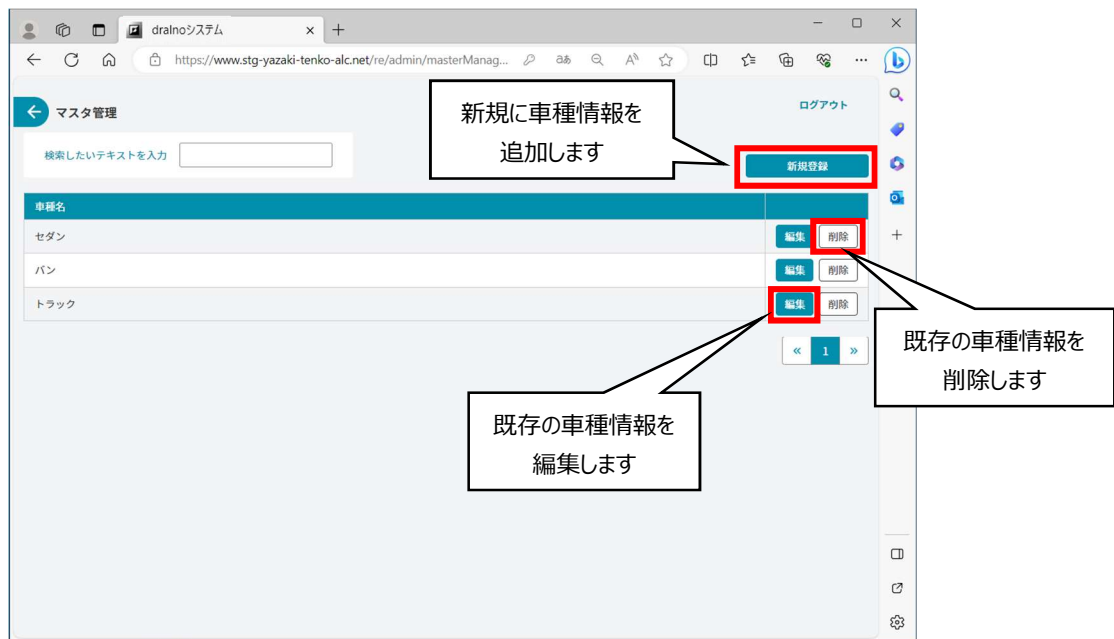 dralnoシステム
https://www.stg-yazaki-tenko-alc.net/re/admin/masterManag...
マスタ管理
ログアウト
新規に車種情報を
追加します
検索したいテキストを入力
新規登録
車種名
セダン 編集 削除
バン 編集 削除
トラック 編集 削除
« 1 »
既存の車種情報を
削除します
既存の車種情報を
編集します